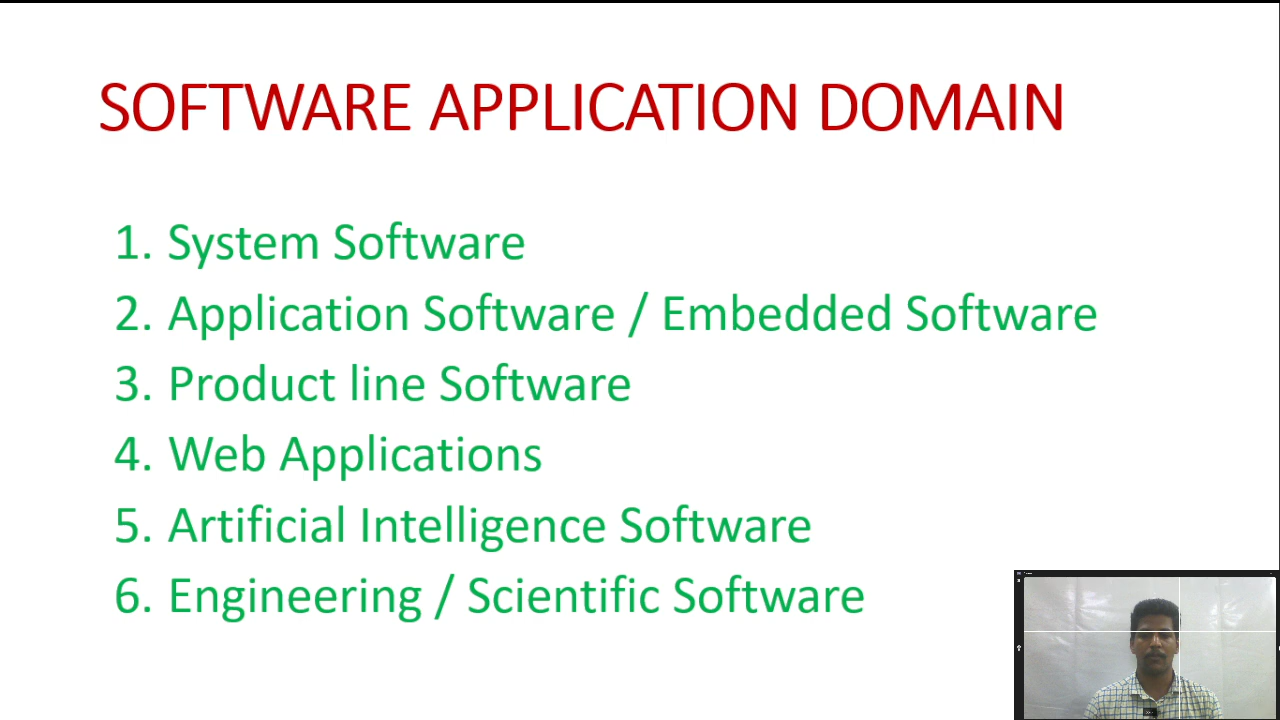 SOFTWARE APPLICATION DOMAIN
1. System Software
2. Application Software / Embedded Software
3. Product line Software
4. Web Applications
5. Artificial Intelligence Software
6. Engineering / Scientific Software